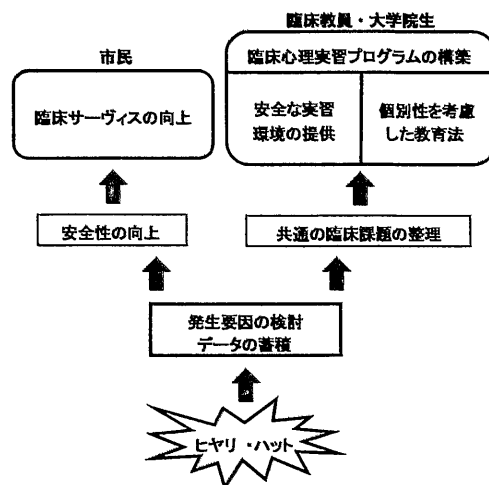 市民
臨床サーヴィスの向上
臨床教員・大学院生
臨床心理実習プログラムの構築
安全な実習
環境の提供
個別性を考慮
した教育法
安全性の向上
共通の臨床課題の整理
発生要因の検討
データの蓄積
ヒヤリ・ハット